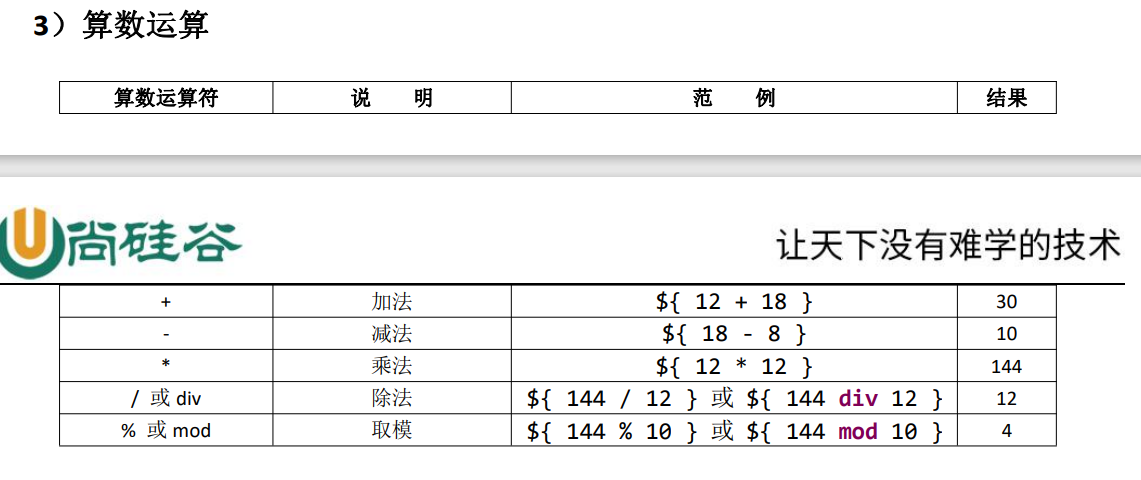 3）算数运算
算数运算符 说 明 范 例 结果
尚硅谷 让天下没有难学的技术
+ 加法 ${ 12 + 18 } 30
- 减法 ${ 18 - 8 } 10
* 乘法 ${ 12 * 12 } 144
/ 或 div 除法 ${ 144 / 12 } 或 ${ 144 div 12 } 12
% 或 mod 取模 ${ 144 % 10 } 或 ${ 144 mod 10 } 4